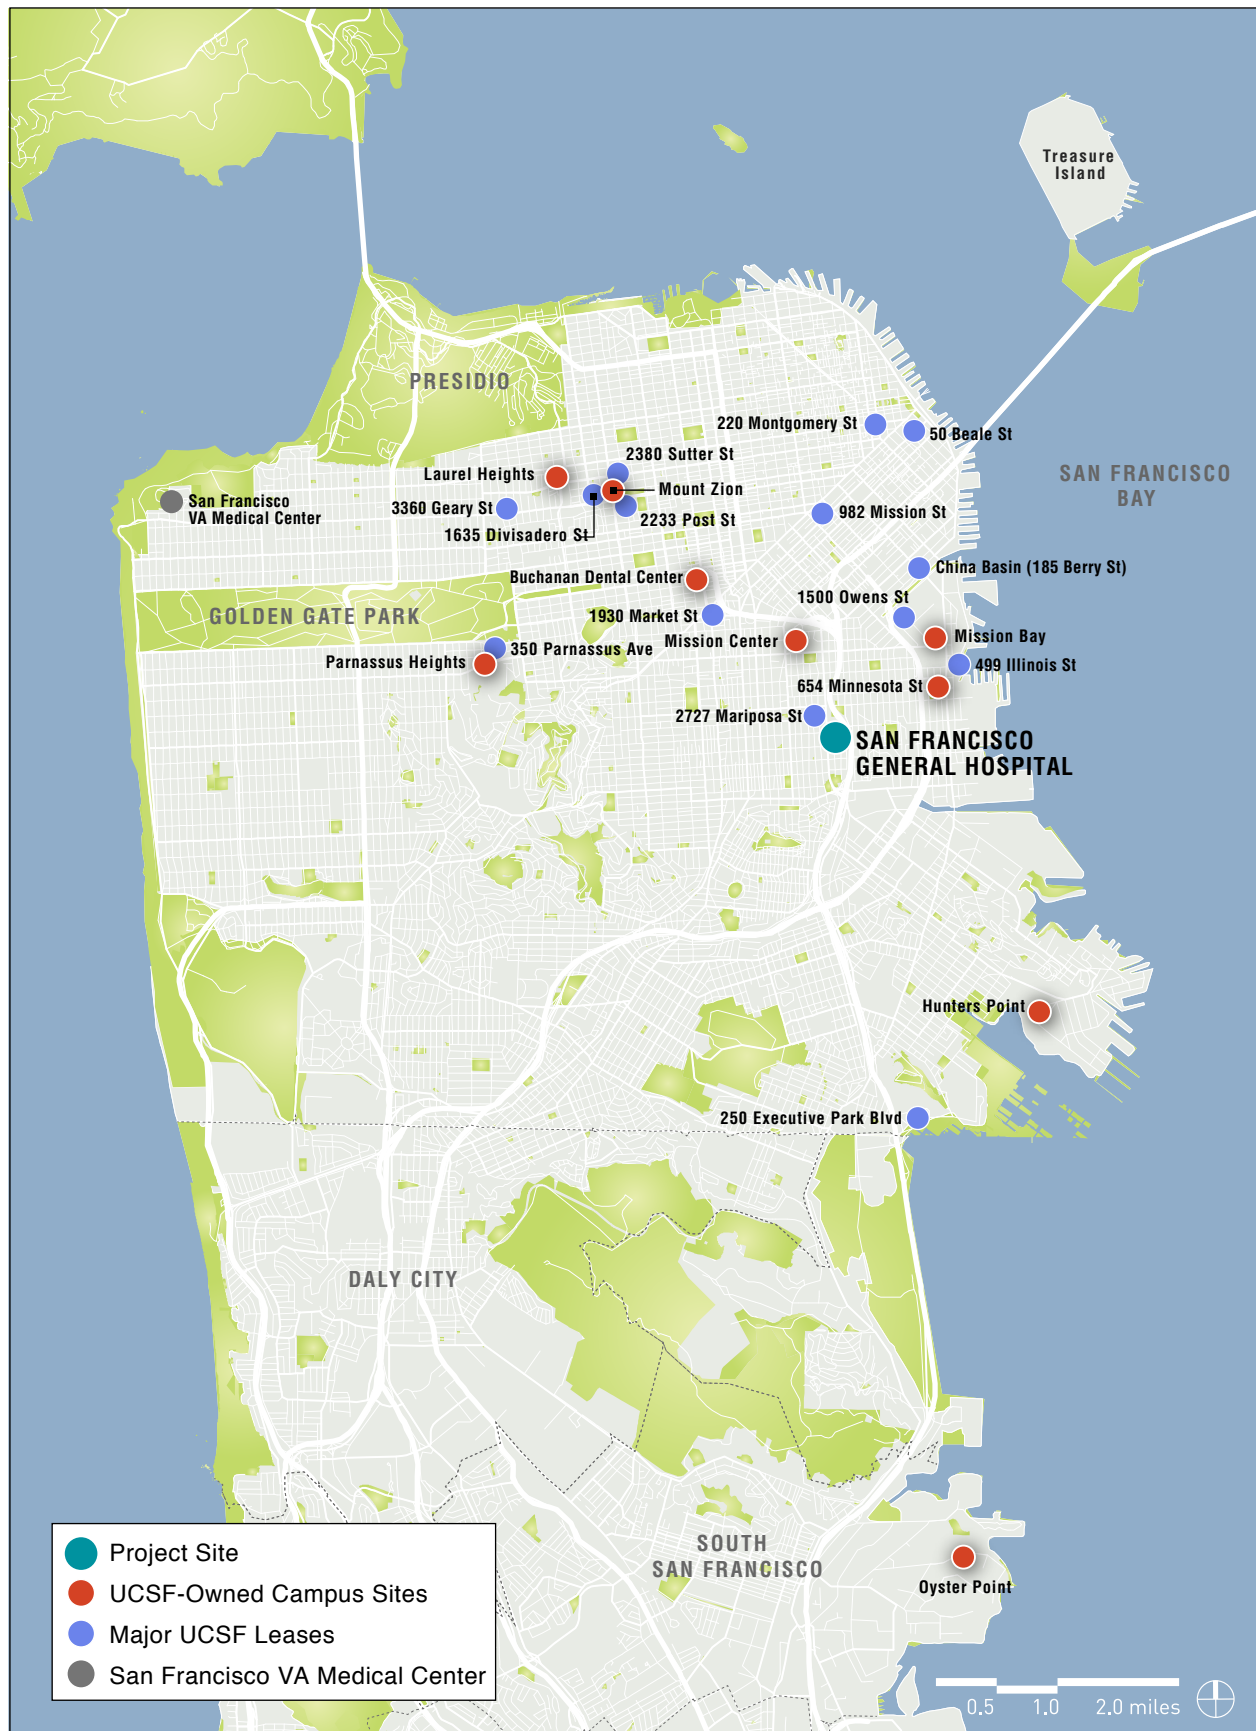 Treasure
Island
PRESIDIO
220 Montgomery St
50 Beale St
2380 Sutter St
Laurel Heights
SAN FRANCISCO
BAY
Mount Zion
San Francisco
VA Medical Center
3360 Geary St
2233 Post St
982 Mission St
1635 Divisadero St
China Basin (185 Berry St)
Buchanan Dental Center
1500 Owens St
GOLDEN GATE PARK
1930 Market St
Mission Center
Mission Bay
350 Parnassus Ave
Parnassus Heights
499 Illinois St
654 Minnesota St
2727 Mariposa St
SAN FRANCISCO
GENERAL HOSPITAL
Hunters Point
250 Executive Park Blvd
DALY CITY
SOUTH
SAN FRANCISCO
Oyster Point
Project Site
UCSF-Owned Campus Sites
Major UCSF Leases
San Francisco VA Medical Center
0.5 1.0 2.0 miles